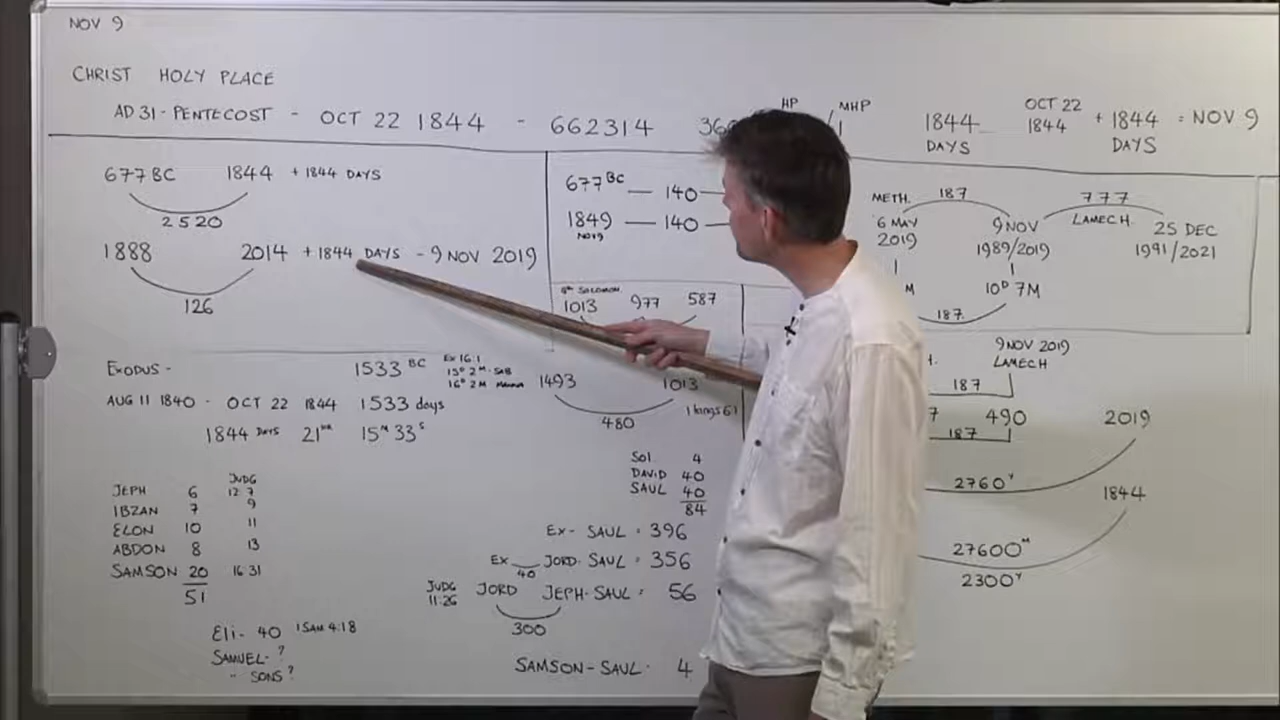 NOV 9
CHRIST HOLY PLACE
AD 31 - PENTECOST - OCT 22 1844 - 662314
HP / MHP
1
1844 DAYS
OCT 22 1844 + 1844 DAYS = NOV 9
677 BC 1844 + 1844 DAYS
2520
1888 2014 + 1844 DAYS - 9 NOV 2019
126
677 BC — 140 —
1849 — 140 —
NOV 9
1013 977 587
METH. 187 777
LAMECH
6 MAY 2019
9 NOV 1989/2019
25 DEC 1991/2021
M 10D 7M
187
EXODUS - 1533 BC
EX 16:1
15D 2M - SAB
16D 2M MANNA
AUG 11 1840 - OCT 22 1844 1533 days
1844 DAYS 21HR 15M 33S
1493 1013
480
1 kings 6:1
JUDG
JEPH 6 12:7
IBZAN 7 9
ELON 10 11
ABDON 8 13
SAMSON 20 16:31
51
Eli - 40 1 SAM 4:18
SAMUEL - ?
" SONS ?
SOL 4
DAVID 40
SAUL 40
84
EX - SAUL = 396
EX JORD - SAUL = 356
40
JUDG 11:26
JORD JEPH - SAUL = 56
300
SAMSON - SAUL - 4
9 NOV 2019
LAMECH
187
7 490 2019
187
2760Y
1844
27600M
2300Y